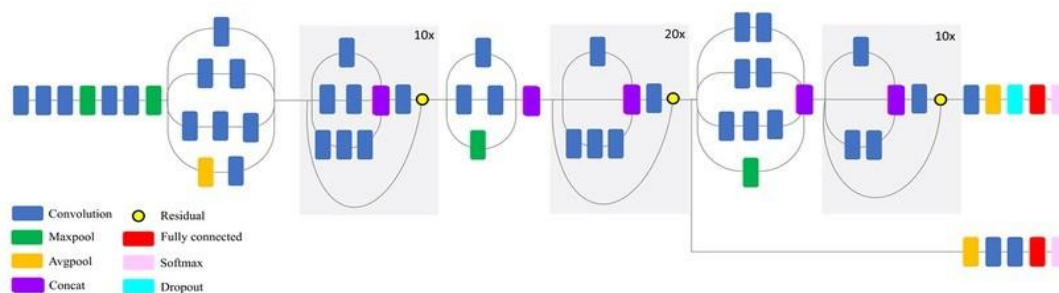 10x
20x
10x
Convolution
Residual
Maxpool
Fully connected
Avgpool
Softmax
Concat
Dropout